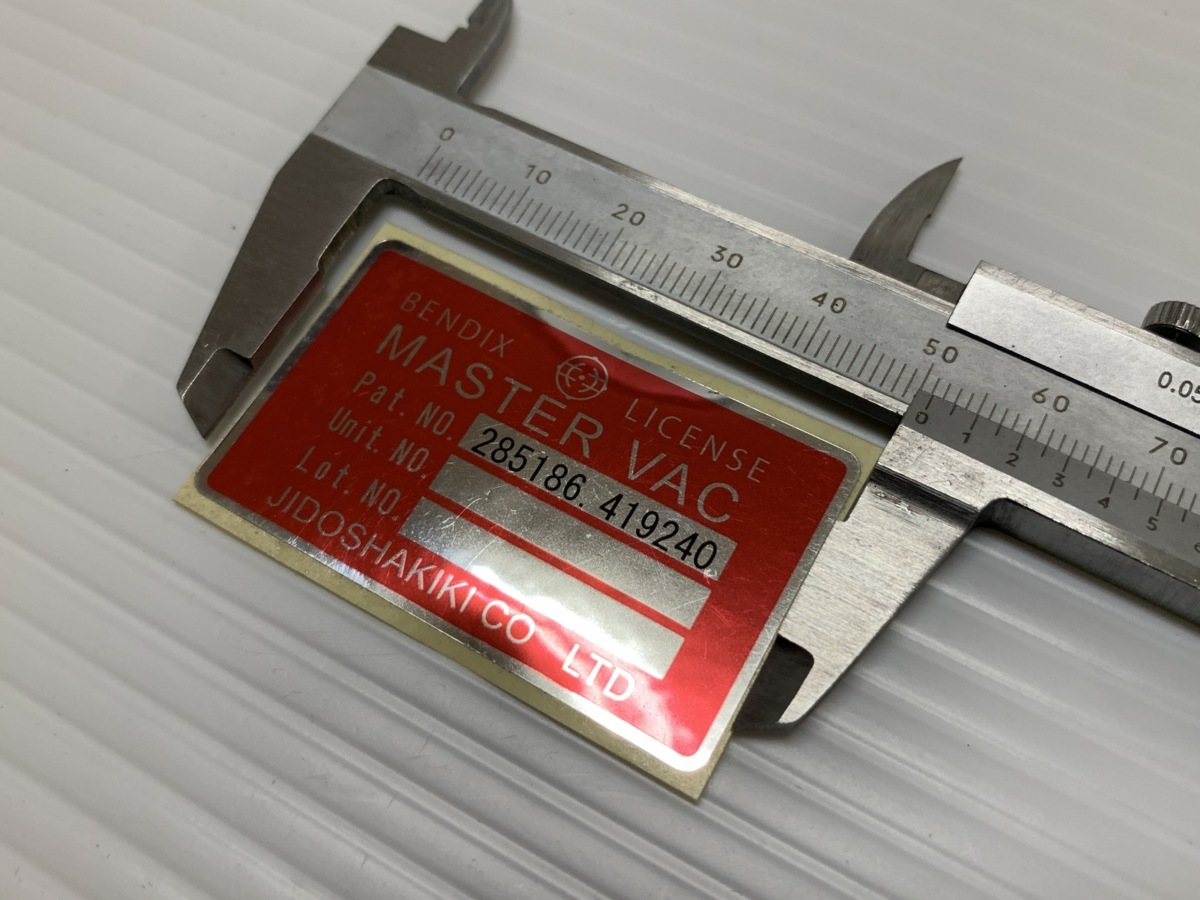 0 10 20 30 40 50 60 70
0 1 2 3 4 5
0.05
BENDIX LICENSE
MASTER VAC
Pat. NO. 285186. 419240
Unit. NO.
Lot. NO.
JIDOSHAKIKI CO LTD